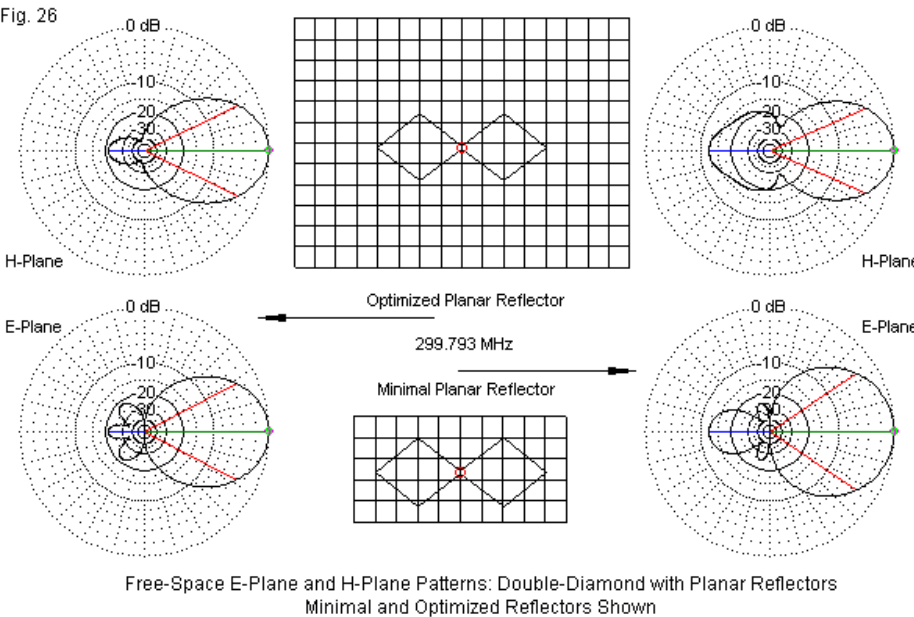 Fig. 26
0 dB
-10
20
30
H-Plane
0 dB
-10
20
30
H-Plane
Optimized Planar Reflector
299.793 MHz
Minimal Planar Reflector
E-Plane
0 dB
-10
20
30
E-Plane
0 dB
-10
20
30
Free-Space E-Plane and H-Plane Patterns: Double-Diamond with Planar Reflectors
Minimal and Optimized Reflectors Shown